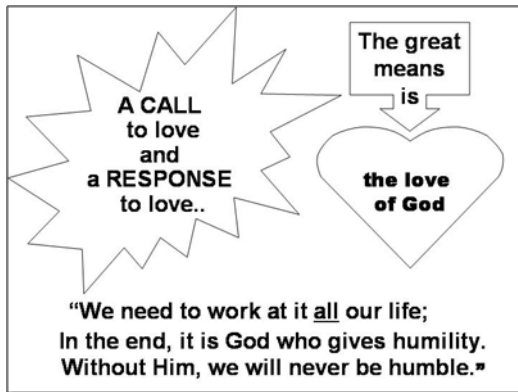 A CALL
to love
and
a RESPONSE
to love..
The great
means
is
the love
of God
“We need to work at it all our life;
In the end, it is God who gives humility.
Without Him, we will never be humble.”